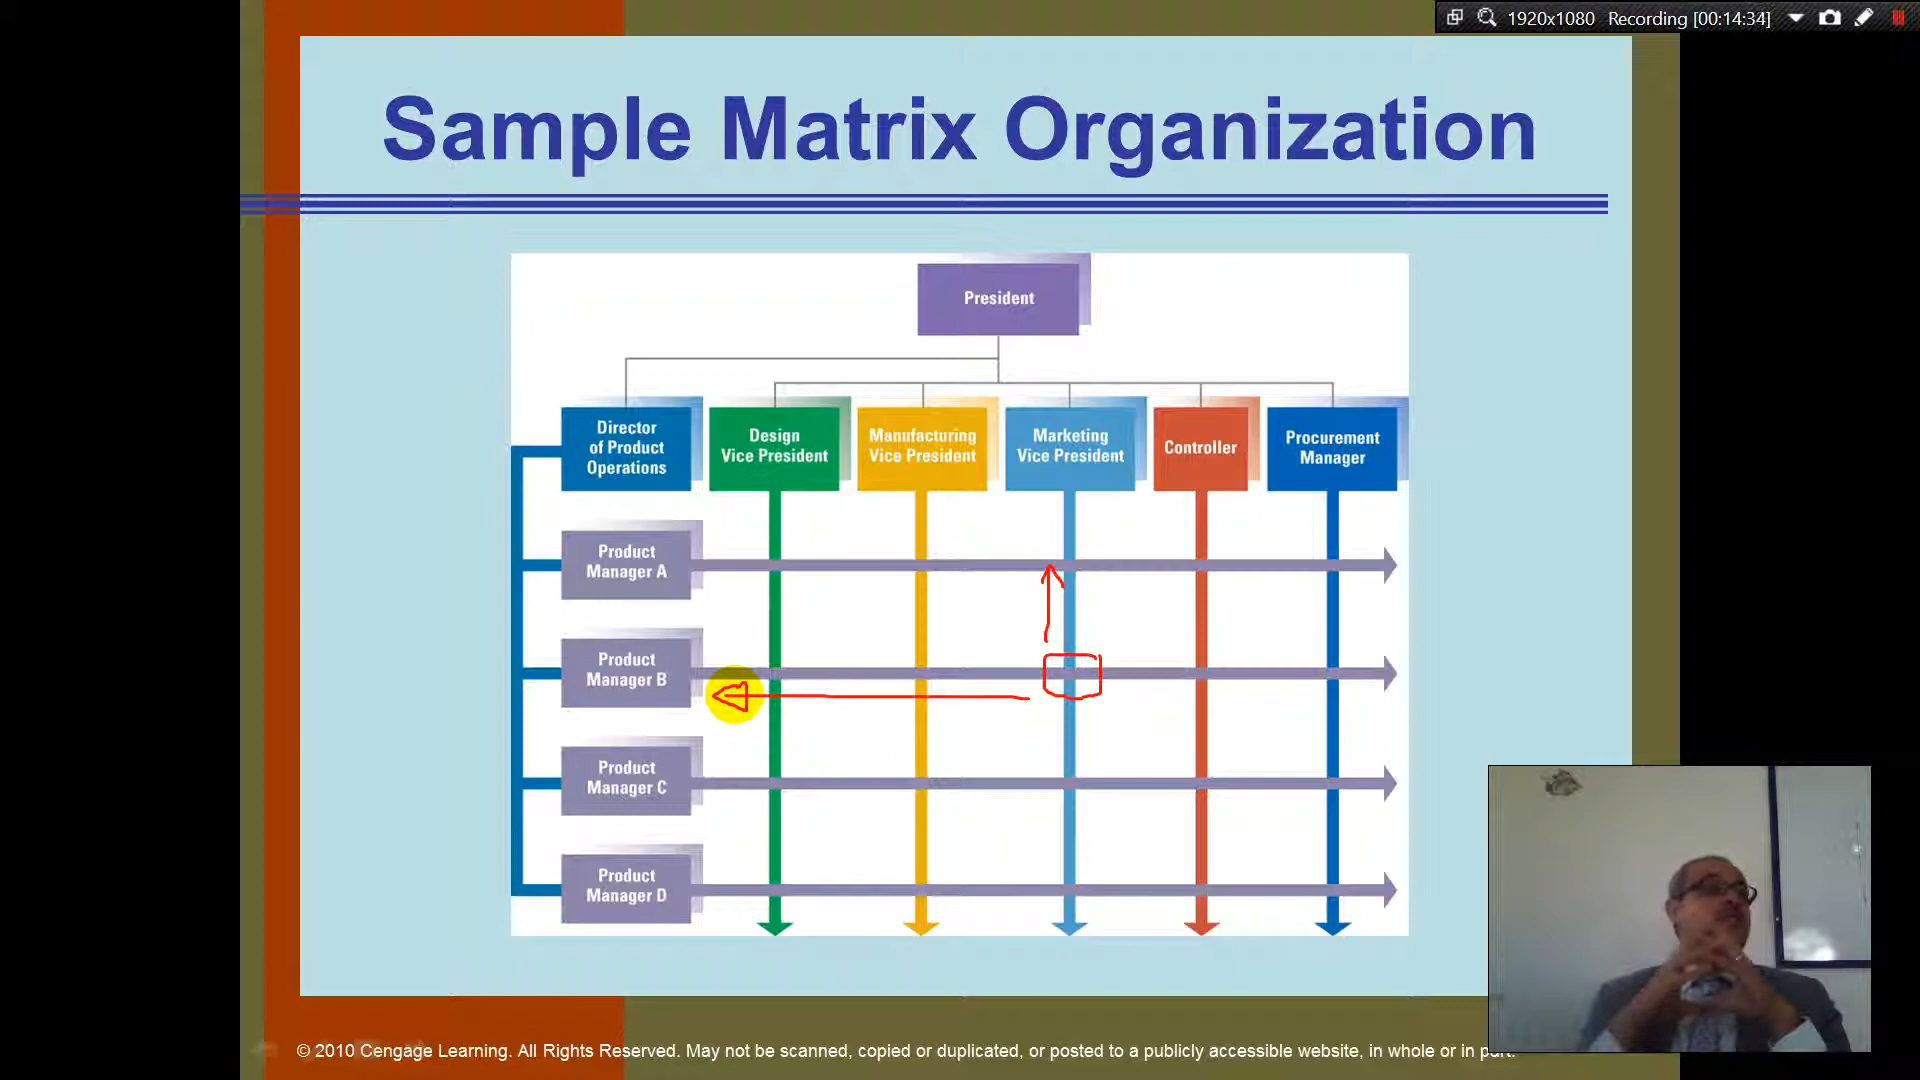 1920x1080 Recording [00:14:34]
Sample Matrix Organization
President
Director
of Product
Operations
Design
Vice President
Manufacturing
Vice President
Marketing
Vice President
Controller
Procurement
Manager
Product
Manager A
Product
Manager B
Product
Manager C
Product
Manager D
© 2010 Cengage Learning. All Rights Reserved. May not be scanned, copied or duplicated, or posted to a publicly accessible website, in whole or in part.